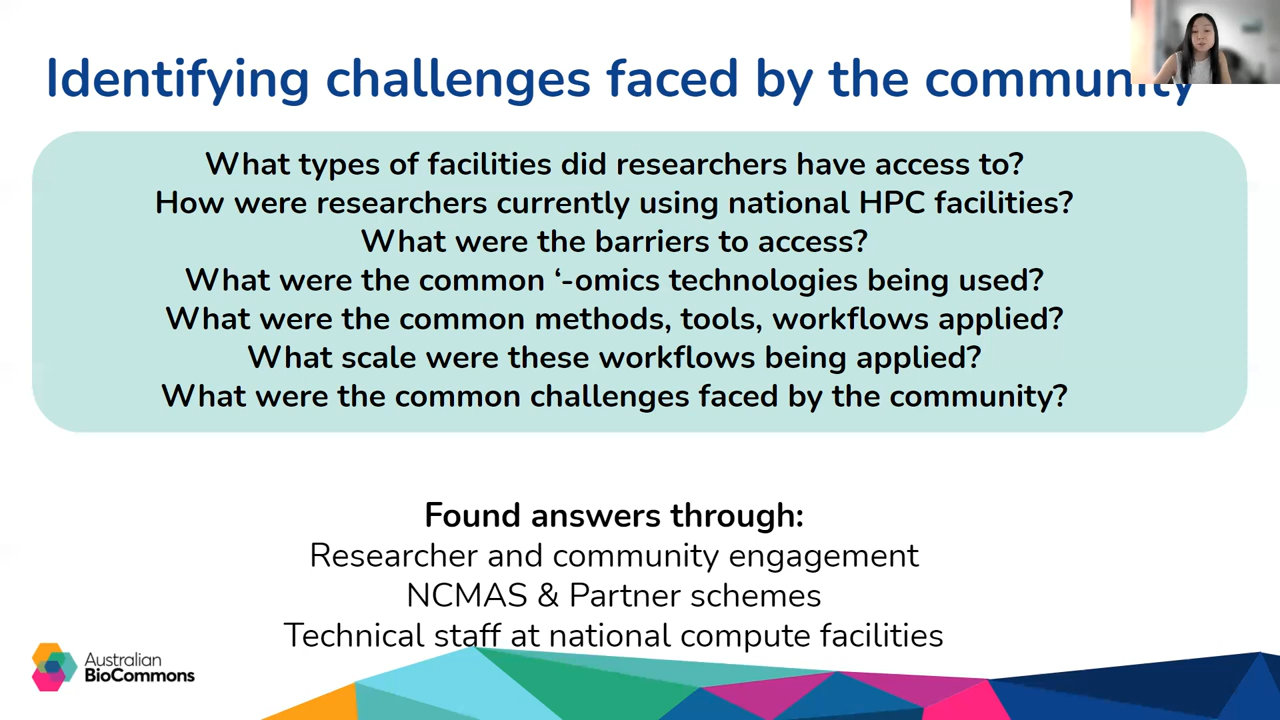 Identifying challenges faced by the community
What types of facilities did researchers have access to?
How were researchers currently using national HPC facilities?
What were the barriers to access?
What were the common ‘-omics technologies being used?
What were the common methods, tools, workflows applied?
What scale were these workflows being applied?
What were the common challenges faced by the community?
Found answers through:
Researcher and community engagement
NCMAS & Partner schemes
Technical staff at national compute facilities
Australian
BioCommons